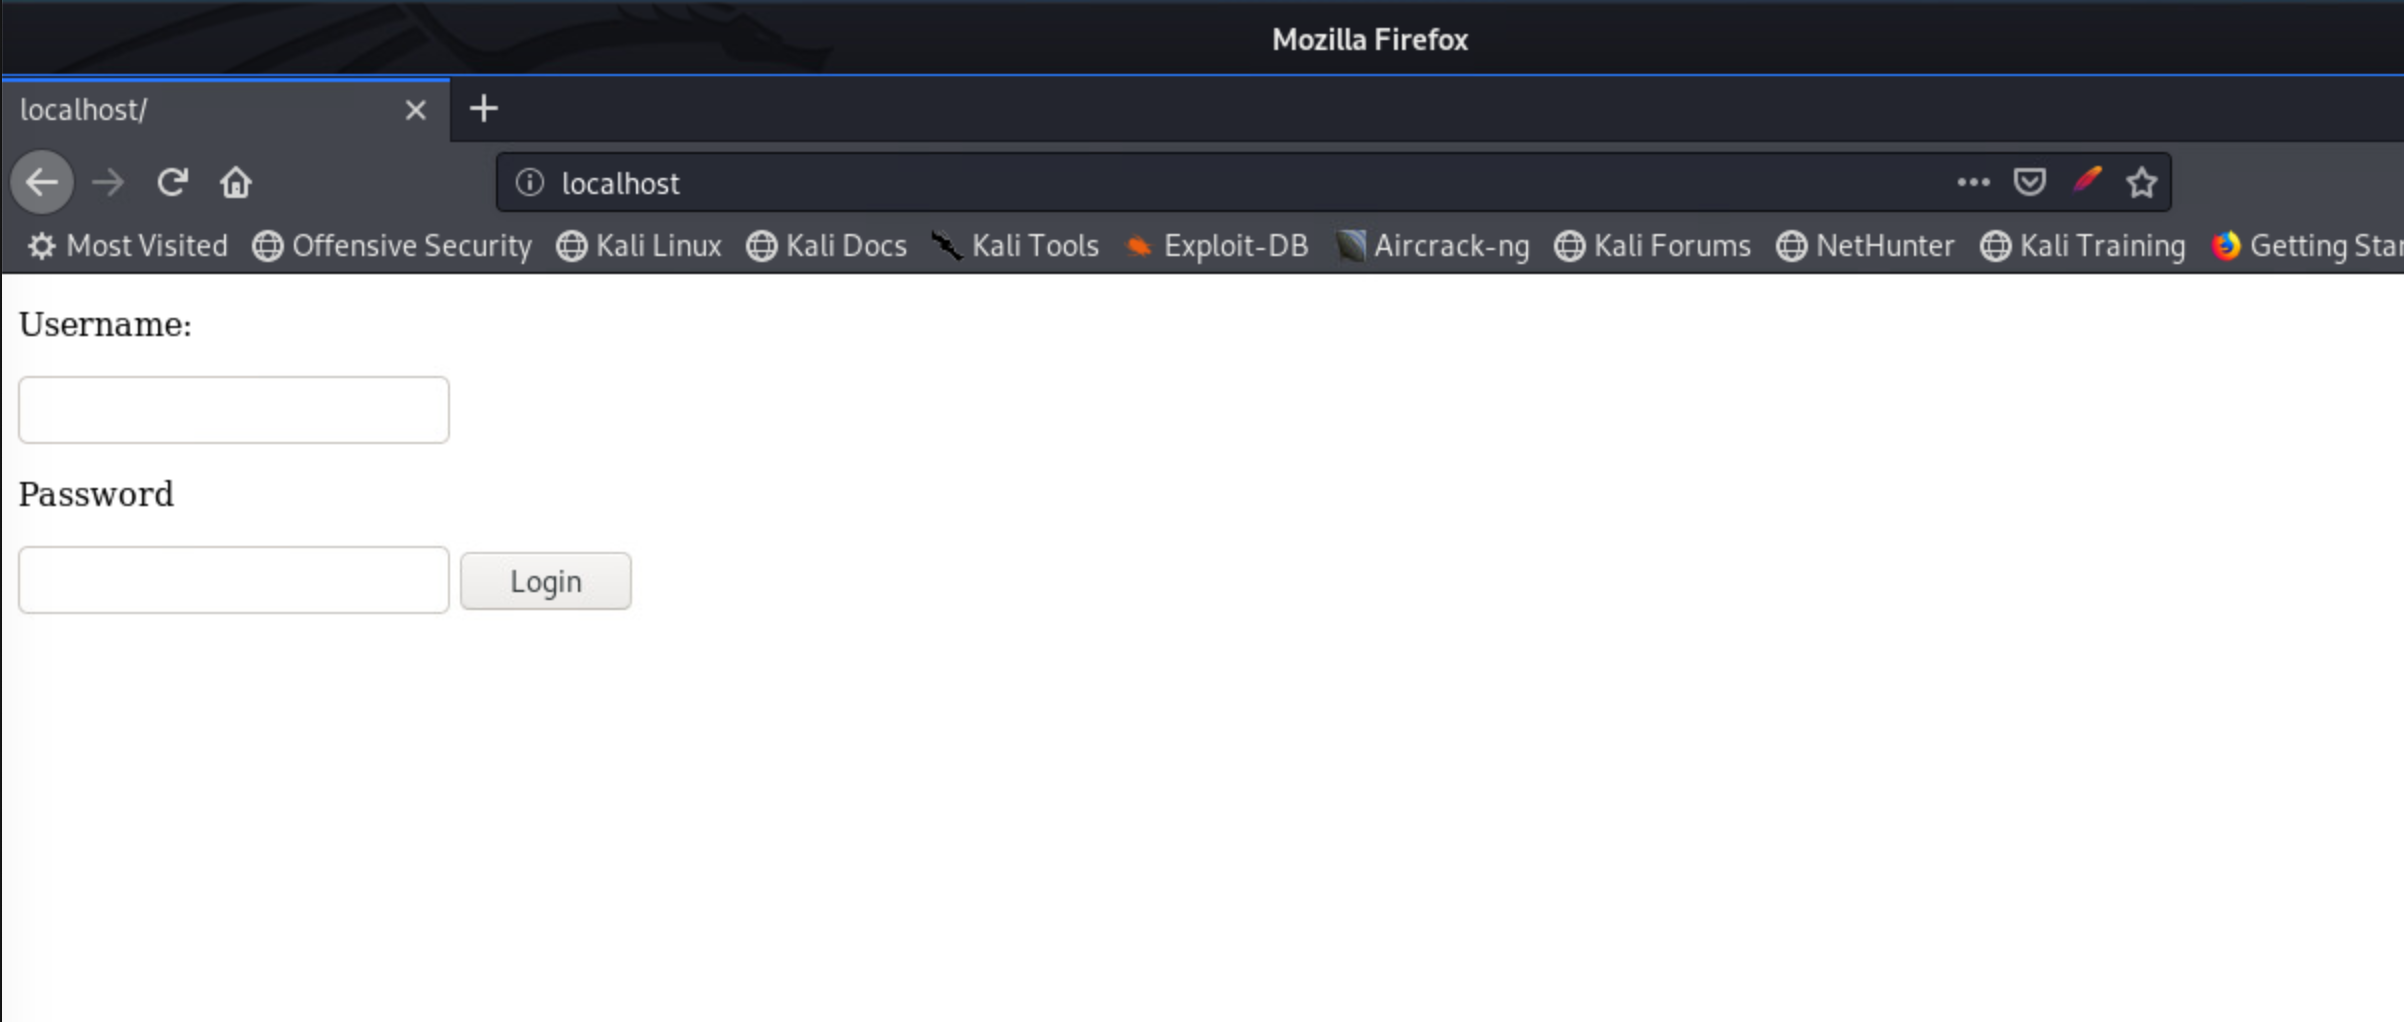 Mozilla Firefox
localhost/
localhost
Most Visited Offensive Security Kali Linux Kali Docs Kali Tools Exploit-DB Aircrack-ng Kali Forums NetHunter Kali Training Getting Star
Username:
Password
Login